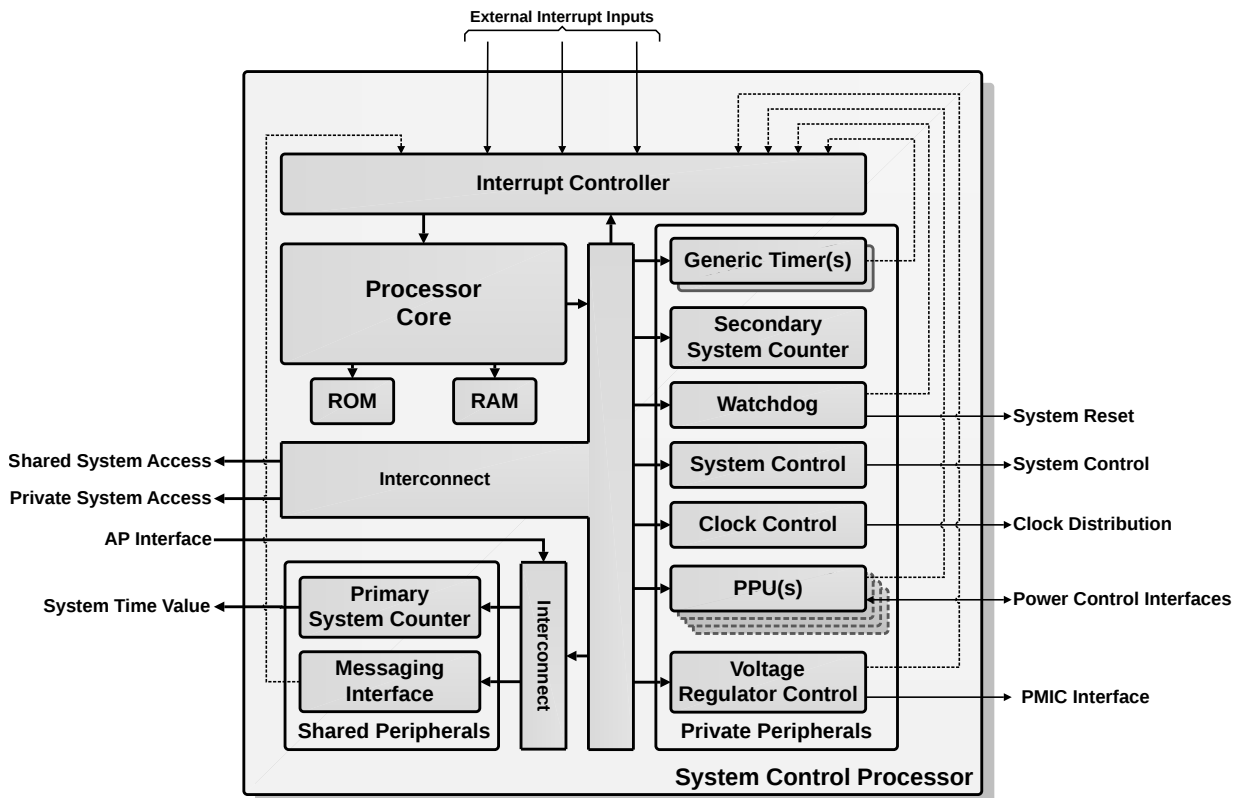 External Interrupt Inputs
Interrupt Controller
Processor
Core
ROM
RAM
Generic Timer(s)
Secondary
System Counter
Watchdog
System Reset
System Control
System Control
Clock Control
Clock Distribution
PPU(s)
Power Control Interfaces
Voltage
Regulator Control
PMIC Interface
Private Peripherals
Shared System Access
Interconnect
Private System Access
AP Interface
Primary
System Counter
System Time Value
Interconnect
Messaging
Interface
Shared Peripherals
System Control Processor